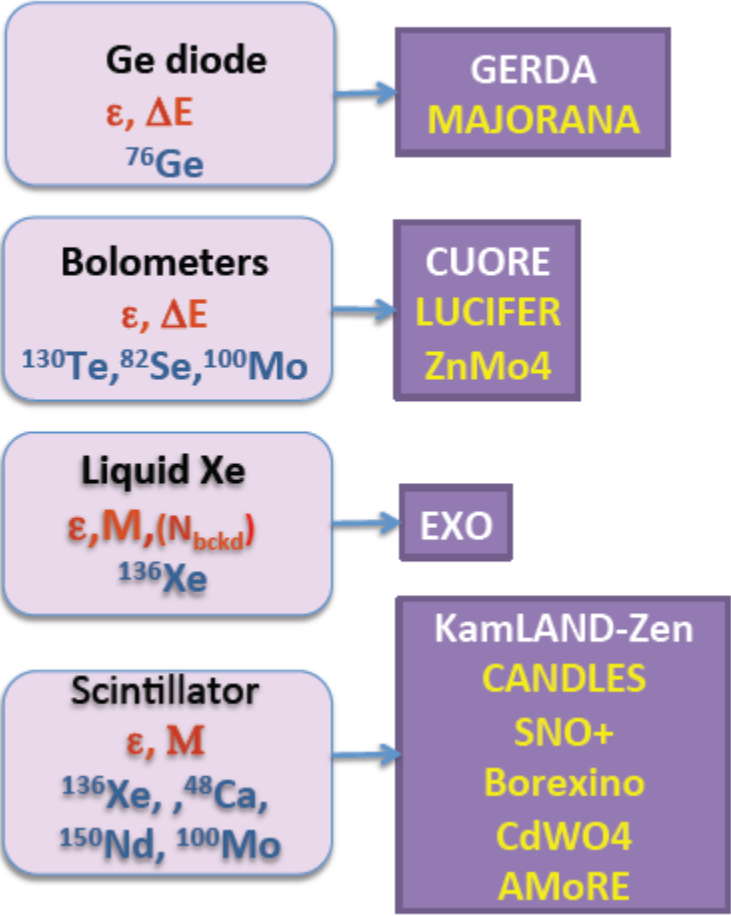 Ge diode
ε, ΔE
⁷⁶Ge
GERDA
MAJORANA
Bolometers
ε, ΔE
¹³⁰Te,⁸²Se,¹⁰⁰Mo
CUORE
LUCIFER
ZnMo4
Liquid Xe
ε,M,(N_bckd)
¹³⁶Xe
EXO
Scintillator
ε, M
¹³⁶Xe, ,⁴⁸Ca,
¹⁵⁰Nd, ¹⁰⁰Mo
KamLAND-Zen
CANDLES
SNO+
Borexino
CdWO4
AMoRE